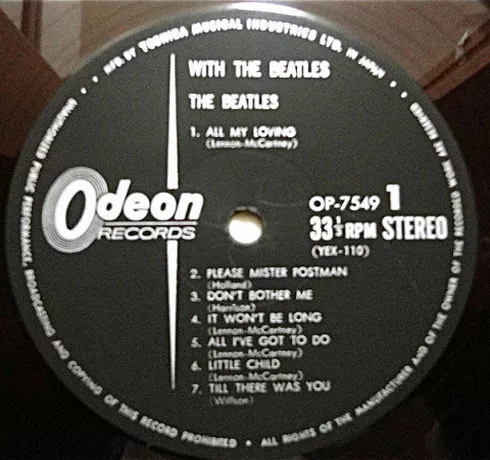 MFG. BY TOSHIBA MUSICAL INDUSTRIES LTD. IN JAPAN
WITH THE BEATLES
THE BEATLES
1. ALL MY LOVING
(Lennon-McCartney)
Odeon
RECORDS
OP-7549 1
33⅓ RPM STEREO
(YEX-110)
2. PLEASE MISTER POSTMAN
(Holland)
3. DON'T BOTHER ME
(Harrison)
4. IT WON'T BE LONG
(Lennon-McCartney)
5. ALL I'VE GOT TO DO
(Lennon-McCartney)
6. LITTLE CHILD
(Lennon-McCartney)
7. TILL THERE WAS YOU
(Willson)
ALL RIGHTS OF THE MANUFACTURER AND OF THE OWNER OF THE RECORDED WORK ARE RESERVED
UNAUTHORIZED PUBLIC PERFORMANCE, BROADCASTING AND COPYING OF THIS RECORD PROHIBITED